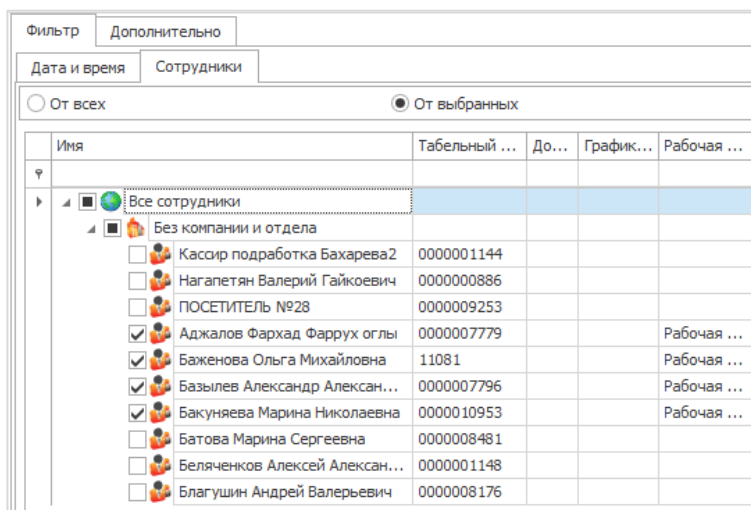 Фильтр Дополнительно
Дата и время Сотрудники
От всех От выбранных
Имя Табельный ... До... График... Рабочая ...
Все сотрудники
Без компании и отдела
Кассир подработка Бахарева2 0000001144
Нагапетян Валерий Гайкоевич 0000000886
ПОСЕТИТЕЛЬ №28 0000009253
Аджалов Фархад Фаррух оглы 0000007779 Рабочая ...
Баженова Ольга Михайловна 11081 Рабочая ...
Базылев Александр Алексан... 0000007796 Рабочая ...
Бакуняева Марина Николаевна 0000010953 Рабочая ...
Батова Марина Сергеевна 0000008481
Беляченков Алексей Алексан... 0000001148
Благушин Андрей Валерьевич 0000008176